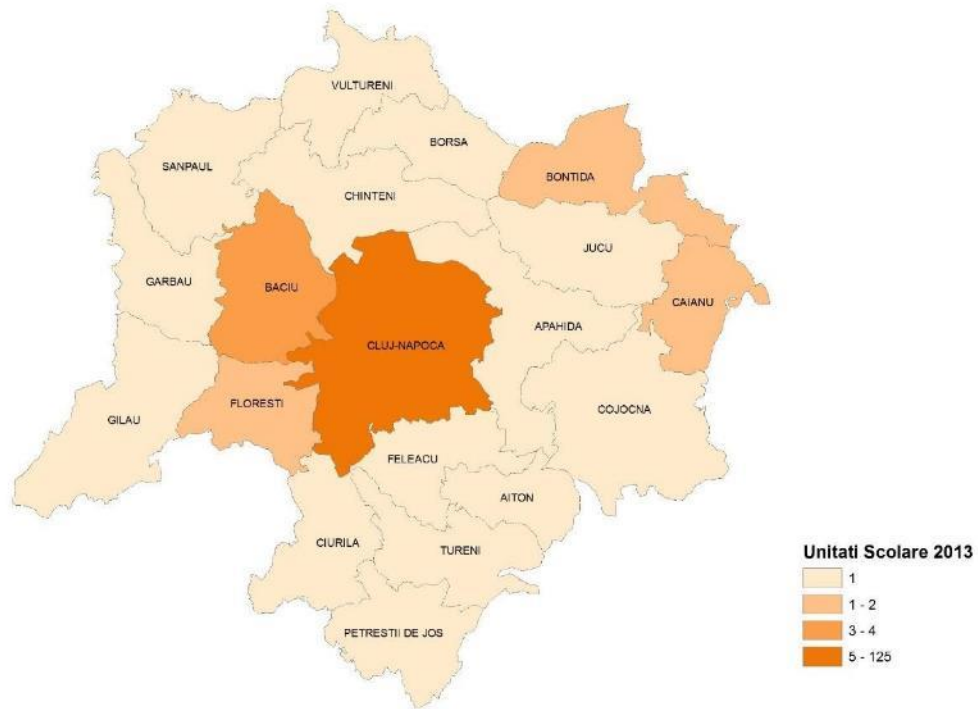 VULTURENI
BORSA
SANPAUL
BONTIDA
CHINTENI
JUCU
GARBAU
BACIU
CAIANU
APAHIDA
CLUJ-NAPOCA
FLORESTI
COJOCNA
GILAU
FELEACU
AITON
CIURILA
TURENI
PETRESTII DE JOS
Unitati Scolare 2013
1
1 - 2
3 - 4
5 - 125